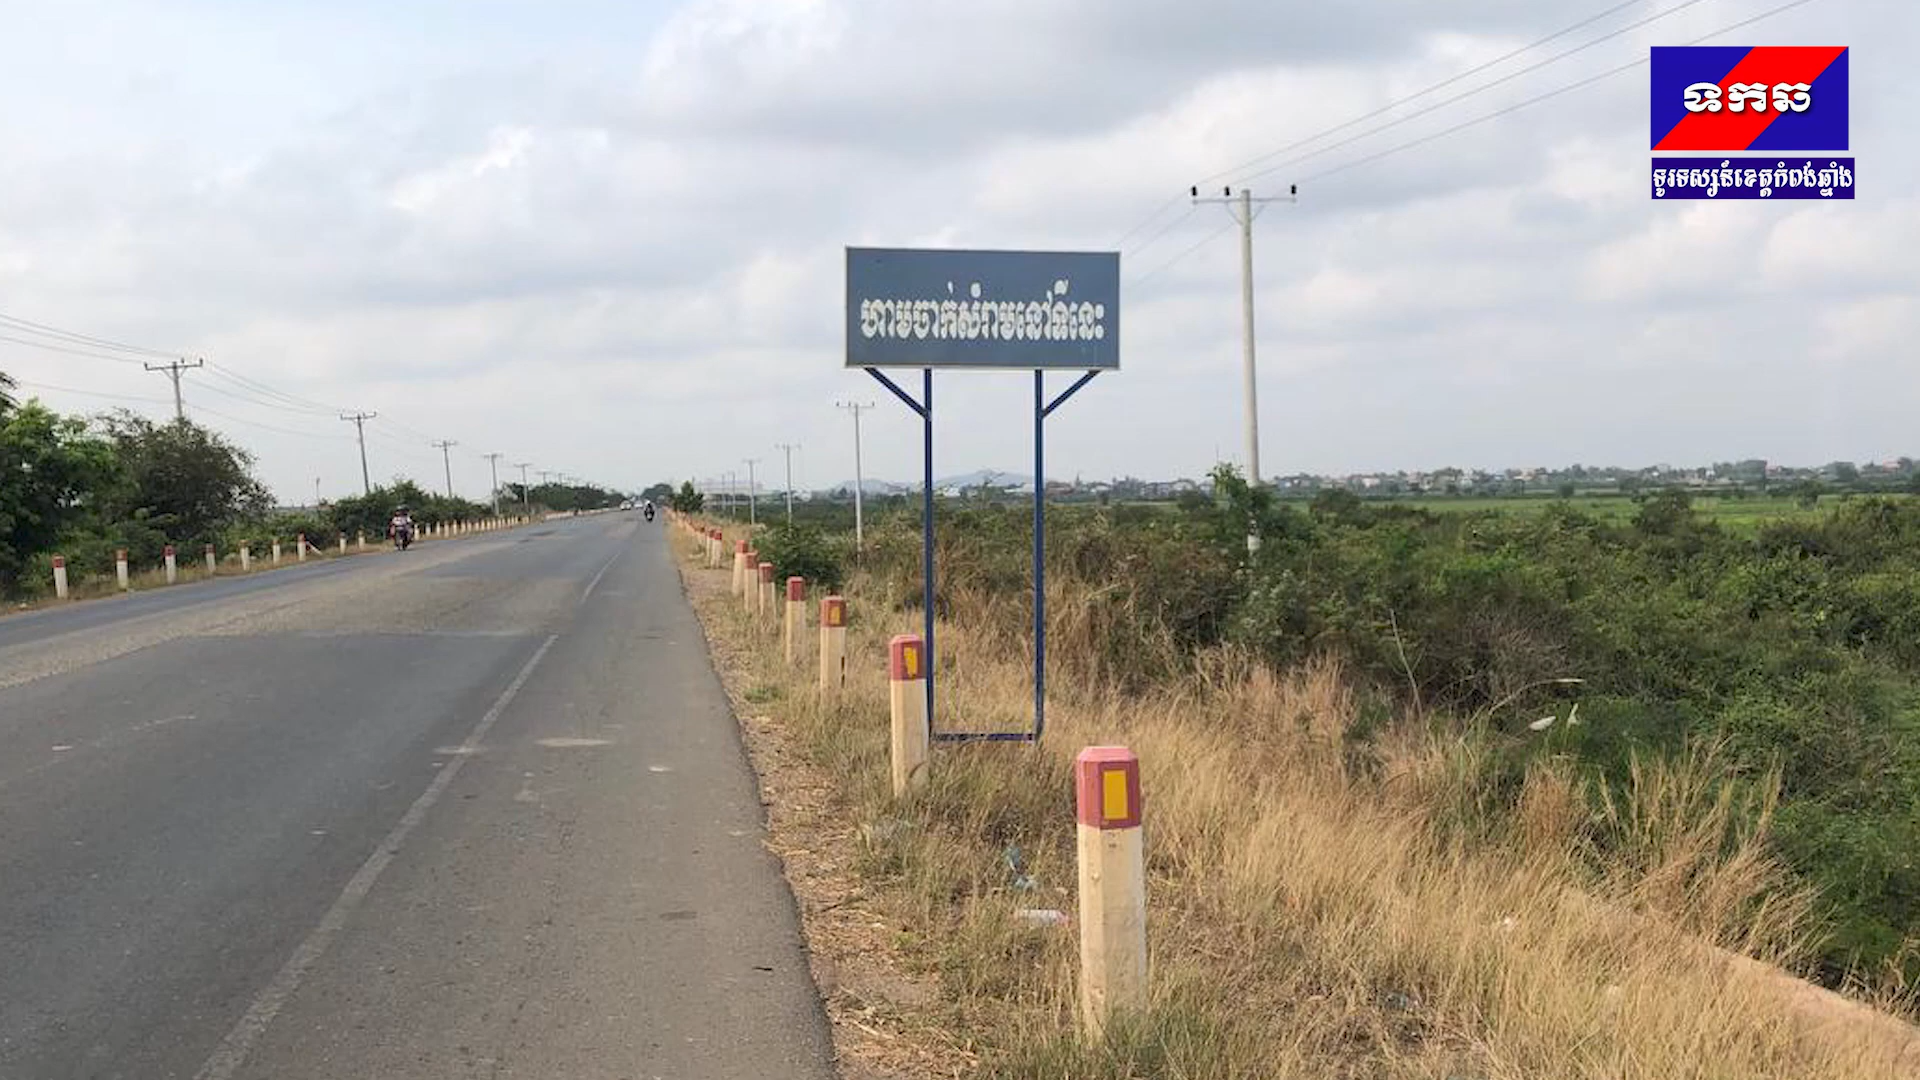 ទកឆ
ទូរទស្សន៍ខេត្តកំពង់ឆ្នាំង
ហាមចាក់សំរាមនៅទីនេះ